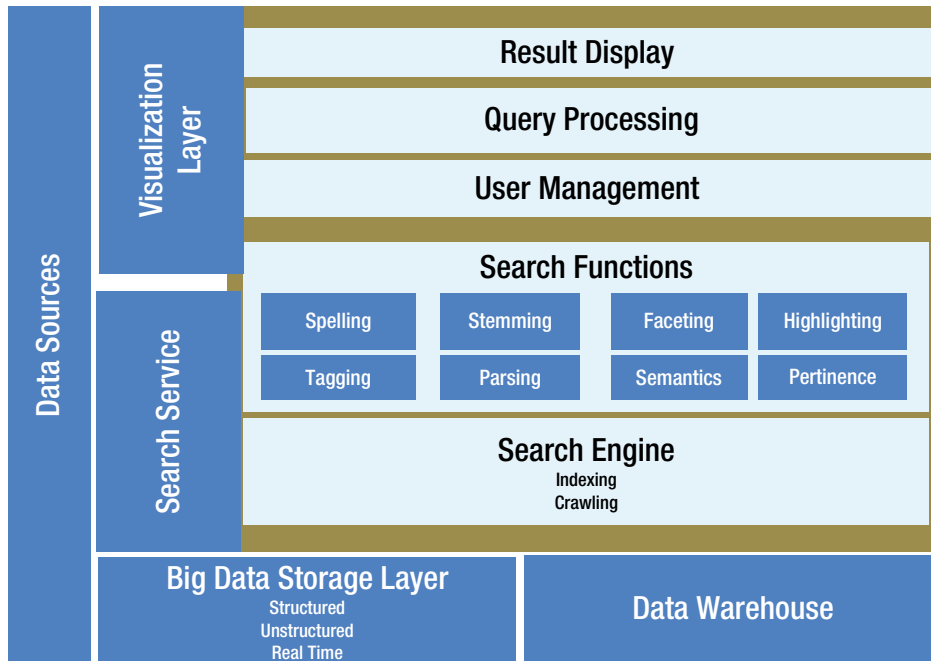 Data Sources
Visualization
Layer
Result Display
Query Processing
User Management
Search Service
Search Functions
Spelling
Stemming
Faceting
Highlighting
Tagging
Parsing
Semantics
Pertinence
Search Engine
Indexing
Crawling
Big Data Storage Layer
Structured
Unstructured
Real Time
Data Warehouse